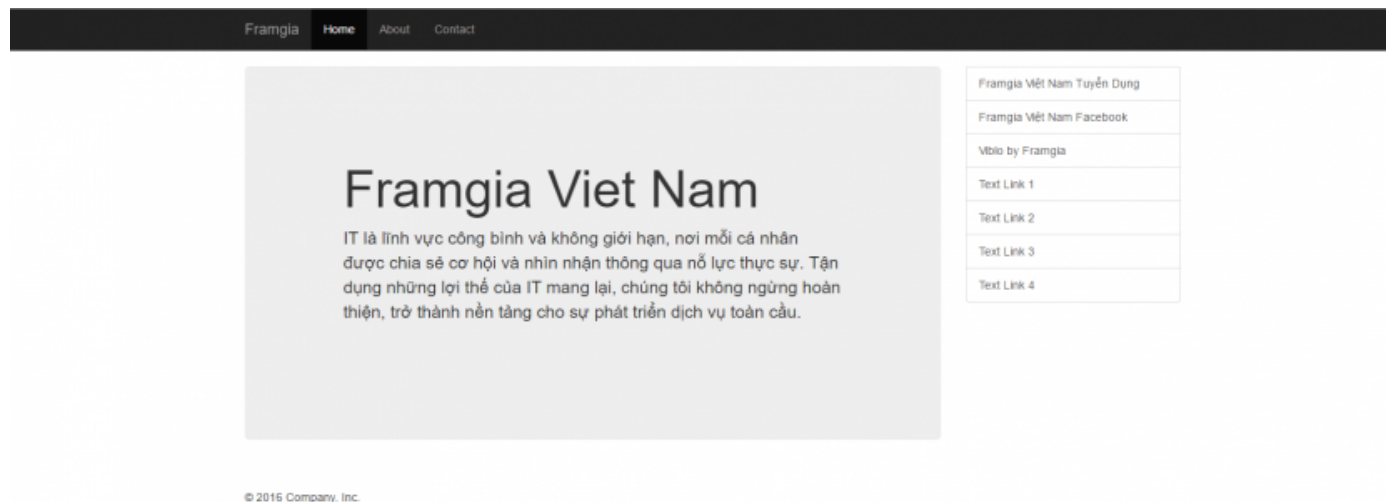 Framgia Home About Contact
Framgia Viet Nam
IT là lĩnh vực công bình và không giới hạn, nơi mỗi cá nhân
được chia sẻ cơ hội và nhìn nhận thông qua nỗ lực thực sự. Tận
dụng những lợi thế của IT mang lại, chúng tôi không ngừng hoàn
thiện, trở thành nền tảng cho sự phát triển dịch vụ toàn cầu.
Framgia Việt Nam Tuyển Dụng
Framgia Việt Nam Facebook
Viblo by Framgia
Text Link 1
Text Link 2
Text Link 3
Text Link 4
© 2016 Company, Inc.